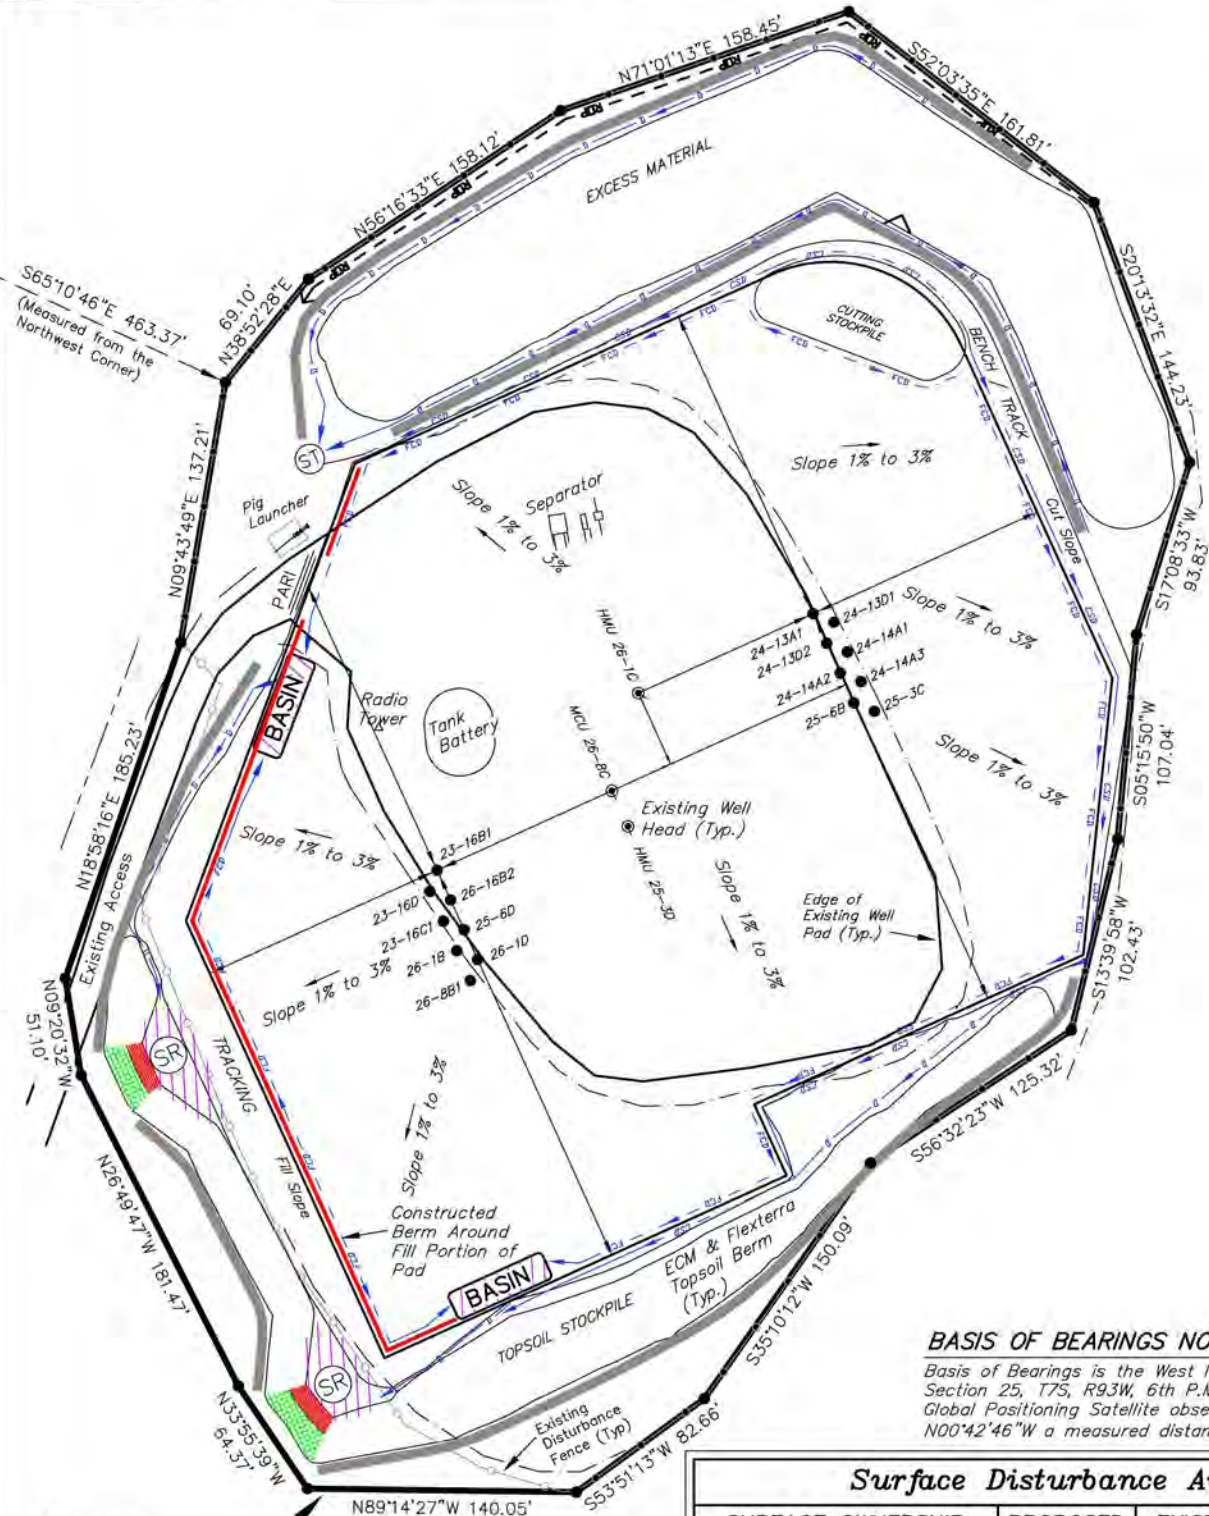 N71°01'13"E 158.45'
S52°03'35"E 161.81'
N56°16'33"E 158.12'
RDP
RDP
RDP
RDP
RDP
EXCESS MATERIAL
S65°10'46"E 463.37'
(Measured from the
Northwest Corner)
69.10'
N38°52'28"E
S20°13'32"E 144.23'
CUTTING
STOCKPILE
BENCH / TRACK
Cut Slope
ST
N09°43'49"E 137.21'
Pig
Launcher
PARI
Slope 1% to 3%
Separator
Slope 1% to 3%
S17°08'33"W
93.83'
HMU 26-1C
24-13A1
24-13D2
24-14A2
25-6B
24-13D1
24-14A1
24-14A3
25-3C
Slope 1% to 3%
BASIN
Radio
Tower
Tank
Battery
MCU 26-8C
Slope 1% to 3%
S05°15'50"W
107.04'
N18°58'16"E 185.23'
Existing Access
Existing Well
Head (Typ.)
HMU 25-3D
Slope 1% to 3%
Slope 1% to 3%
23-16B1
23-16D
26-16B2
23-16C1
25-6D
26-1B
26-1D
26-8B1
Slope 1% to 3%
Edge of
Existing Well
Pad (Typ.)
S13°39'58"W
102.43'
N09°20'32"W
51.10'
SR
TRACKING
Fill Slope
Slope 1% to 3%
S56°32'23"W 125.32'
N26°49'47"W 181.47'
Constructed
Berm Around
Fill Portion of
Pad
BASIN
ECM & Flexterra
Topsoil Berm
(Typ.)
TOPSOIL STOCKPILE
S35°10'12"W 150.09'
SR
N33°55'39"W
64.37'
Existing
Disturbance
Fence (Typ)
S53°51'13"W 82.66'
N89°14'27"W 140.05'
BASIS OF BEARINGS NO
Basis of Bearings is the West
Section 25, T7S, R93W, 6th P.M
Global Positioning Satellite obse
N00°42'46"W a measured distan
Surface Disturbance A